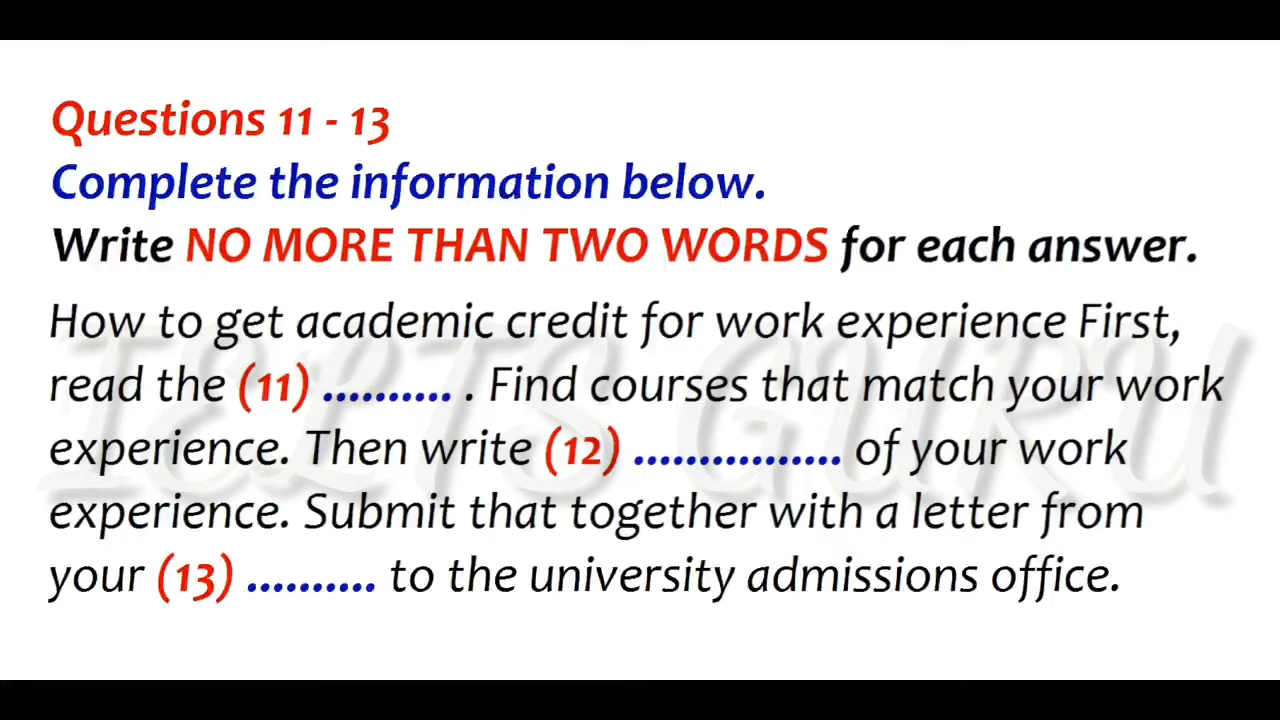 Questions 11 - 13
Complete the information below.
Write NO MORE THAN TWO WORDS for each answer.
How to get academic credit for work experience First,
read the (11) .......... . Find courses that match your work
experience. Then write (12) ................ of your work
experience. Submit that together with a letter from
your (13) .......... to the university admissions office.
IELTS GURU